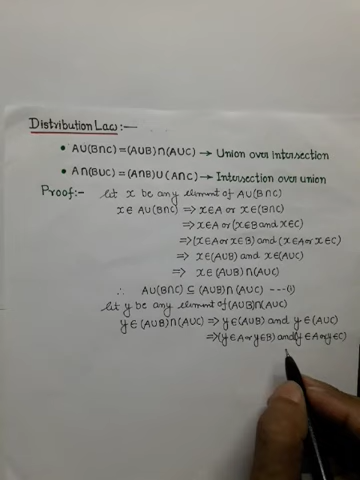 Distribution Law:—
• A∪(B∩C) = (A∪B)∩(A∪C) → Union over intersection
• A∩(B∪C) = (A∩B)∪(A∩C) → Intersection over union
Proof:- let x be any element of A∪(B∩C)
x∈ A∪(B∩C) ⇒ x∈A or x∈(B∩C)
⇒ x∈A or (x∈B and x∈C)
⇒ (x∈A or x∈B) and (x∈A or x∈C)
⇒ x∈(A∪B) and x∈(A∪C)
⇒ x∈(A∪B)∩(A∪C)
∴ A∪(B∩C) ⊆ (A∪B)∩(A∪C) ----(i)
let y be any element of (A∪B)∩(A∪C)
y∈(A∪B)∩(A∪C) ⇒ y∈(A∪B) and y∈(A∪C)
⇒ (y∈A or y∈B) and (y∈A or y∈C)